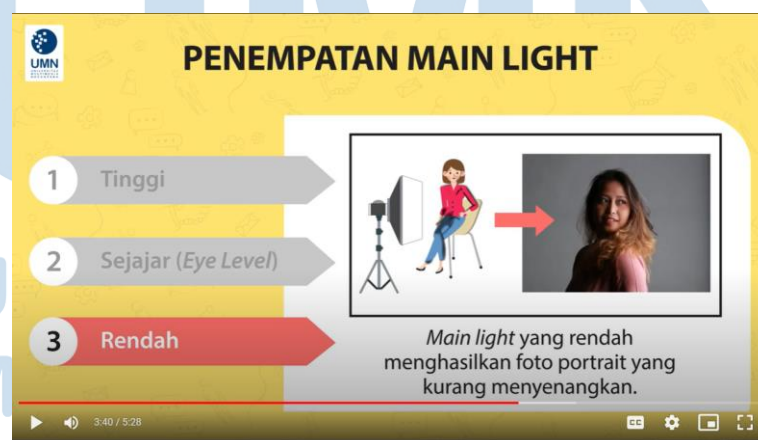 UMN
PENEMPATAN MAIN LIGHT
1 Tinggi
2 Sejajar (Eye Level)
3 Rendah
Main light yang rendah
menghasilkan foto portrait yang
kurang menyenangkan.
3:40 / 5:28
CC